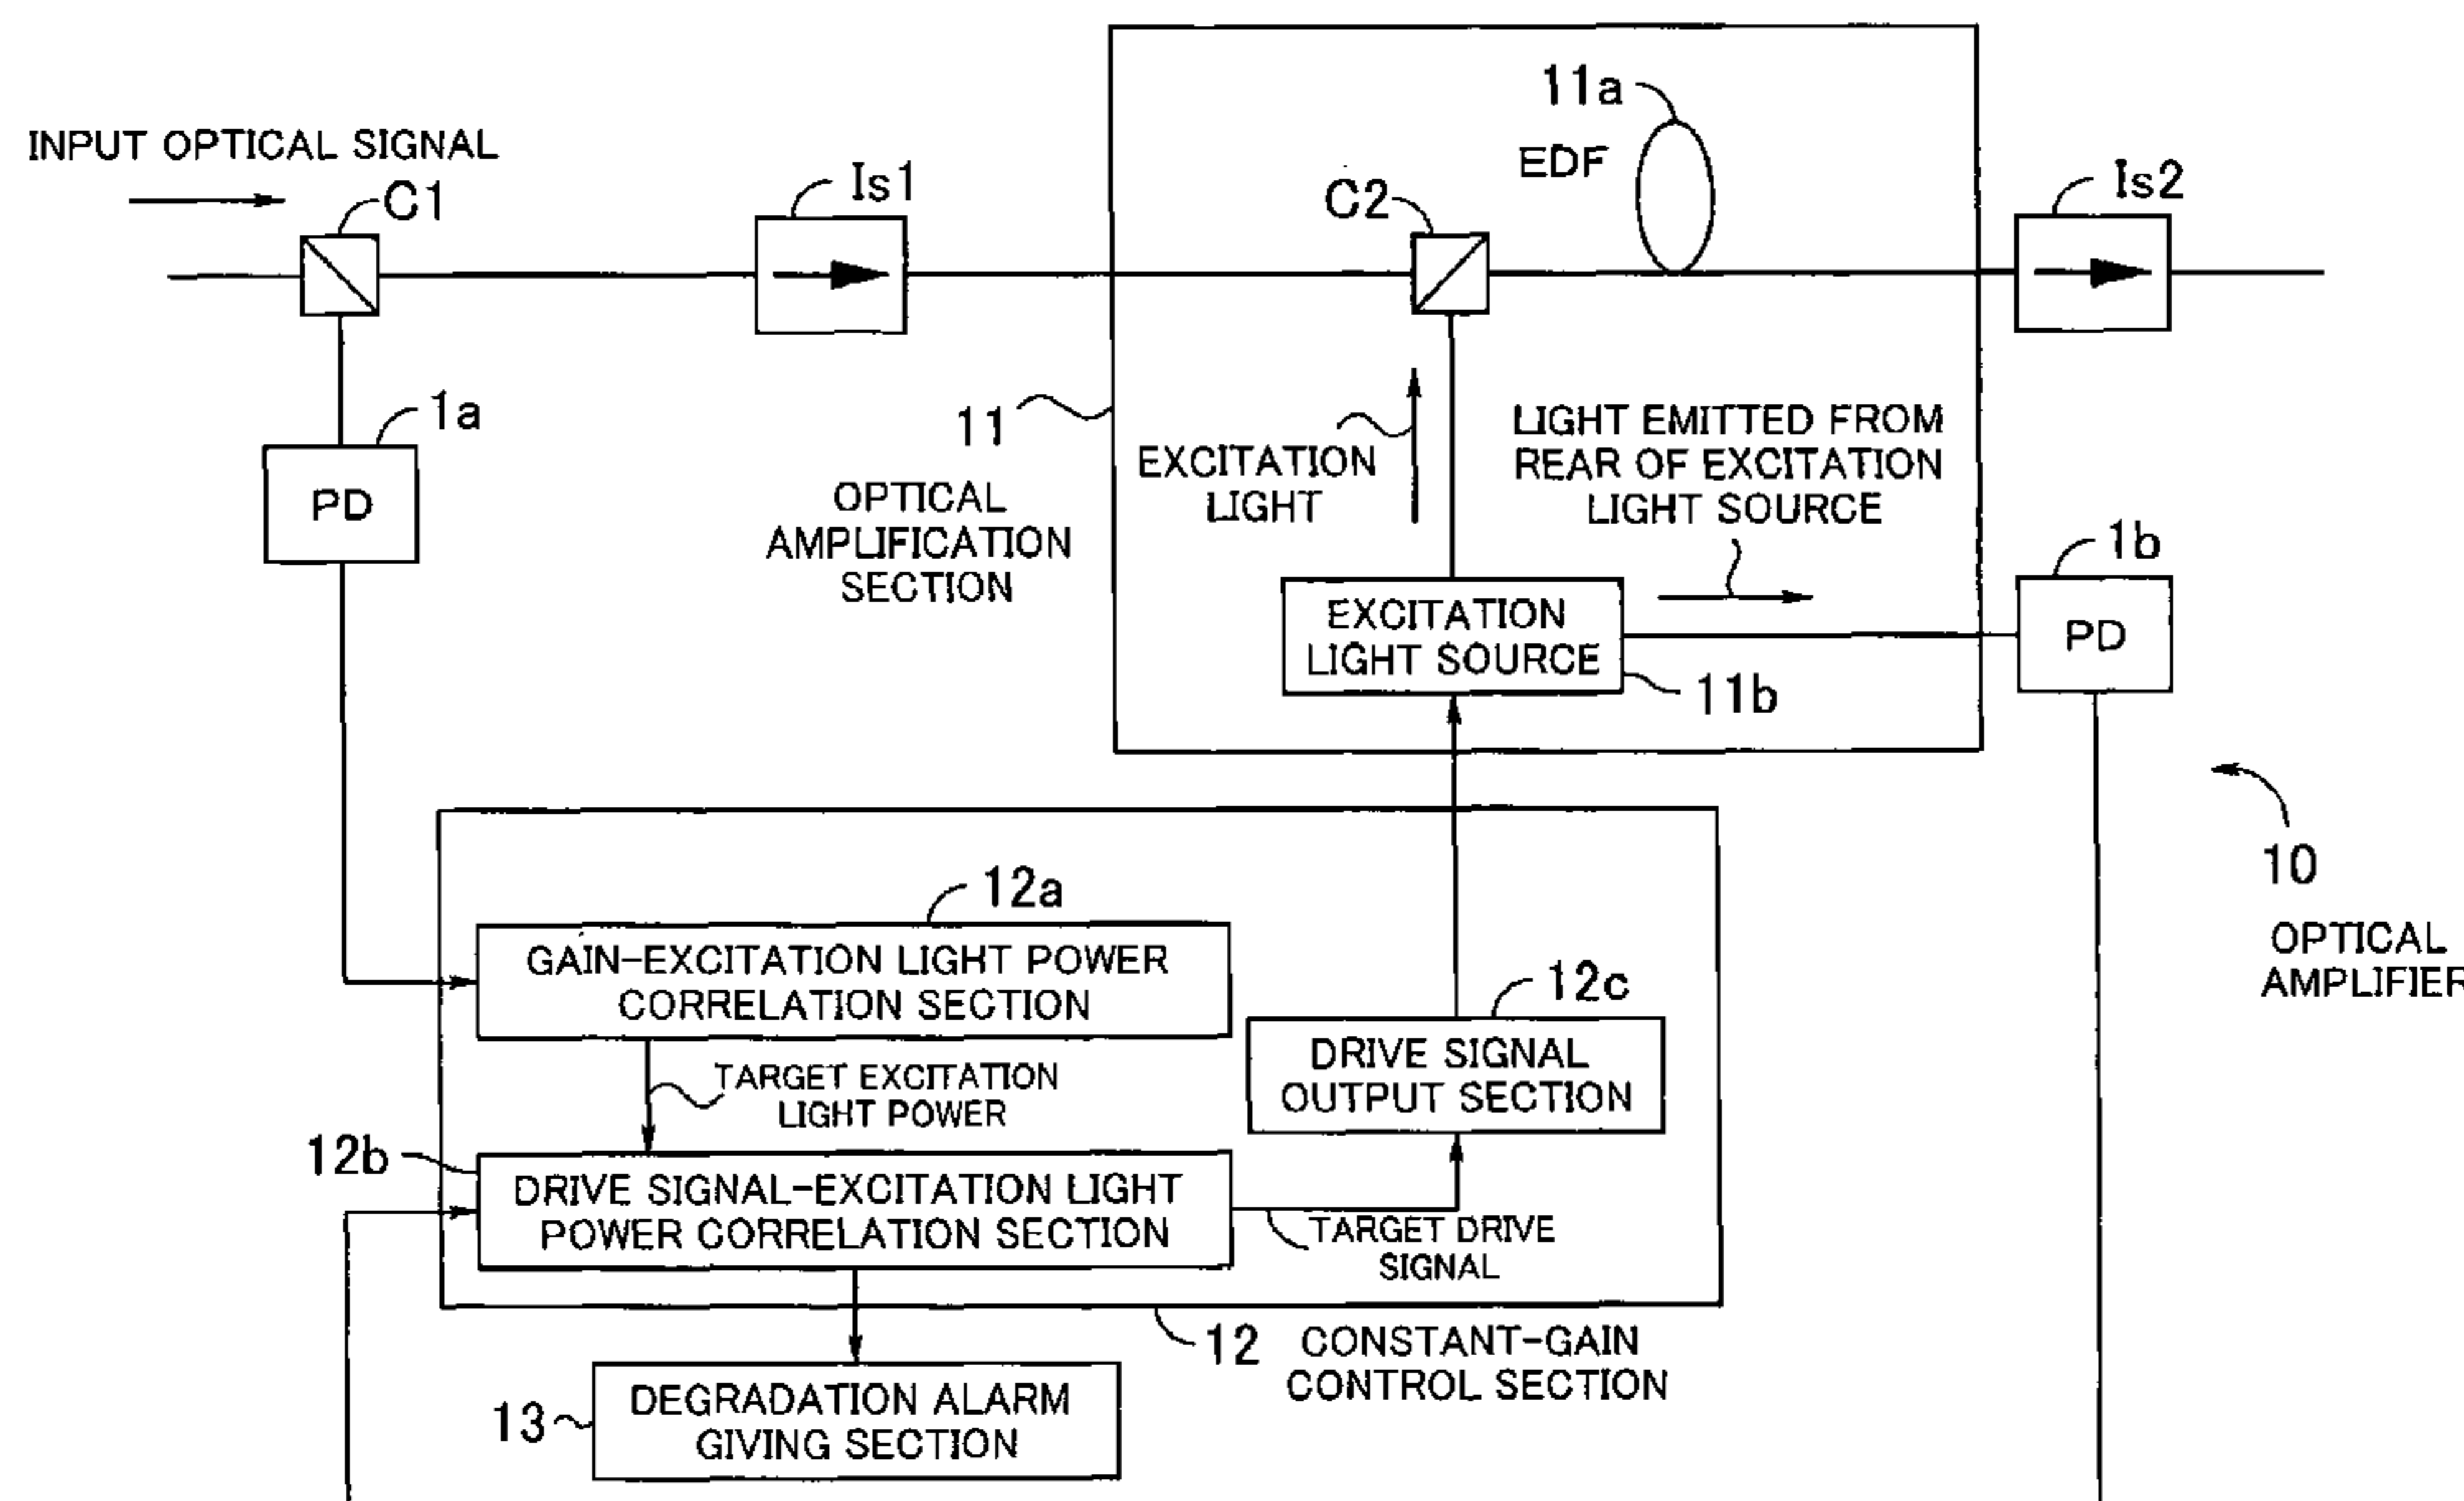 INPUT OPTICAL SIGNAL
C1
Is1
C2
11a
EDF
Is2
1a
PD
11
OPTICAL
AMPLIFICATION
SECTION
EXCITATION
LIGHT
LIGHT EMITTED FROM
REAR OF EXCITATION
LIGHT SOURCE
EXCITATION
LIGHT SOURCE
11b
1b
PD
10
OPTICAL
AMPLIFIER
12a
GAIN-EXCITATION LIGHT POWER
CORRELATION SECTION
TARGET EXCITATION
LIGHT POWER
12b
DRIVE SIGNAL-EXCITATION LIGHT
POWER CORRELATION SECTION
12c
DRIVE SIGNAL
OUTPUT SECTION
TARGET DRIVE
SIGNAL
12
CONSTANT-GAIN
CONTROL SECTION
13
DEGRADATION ALARM
GIVING SECTION